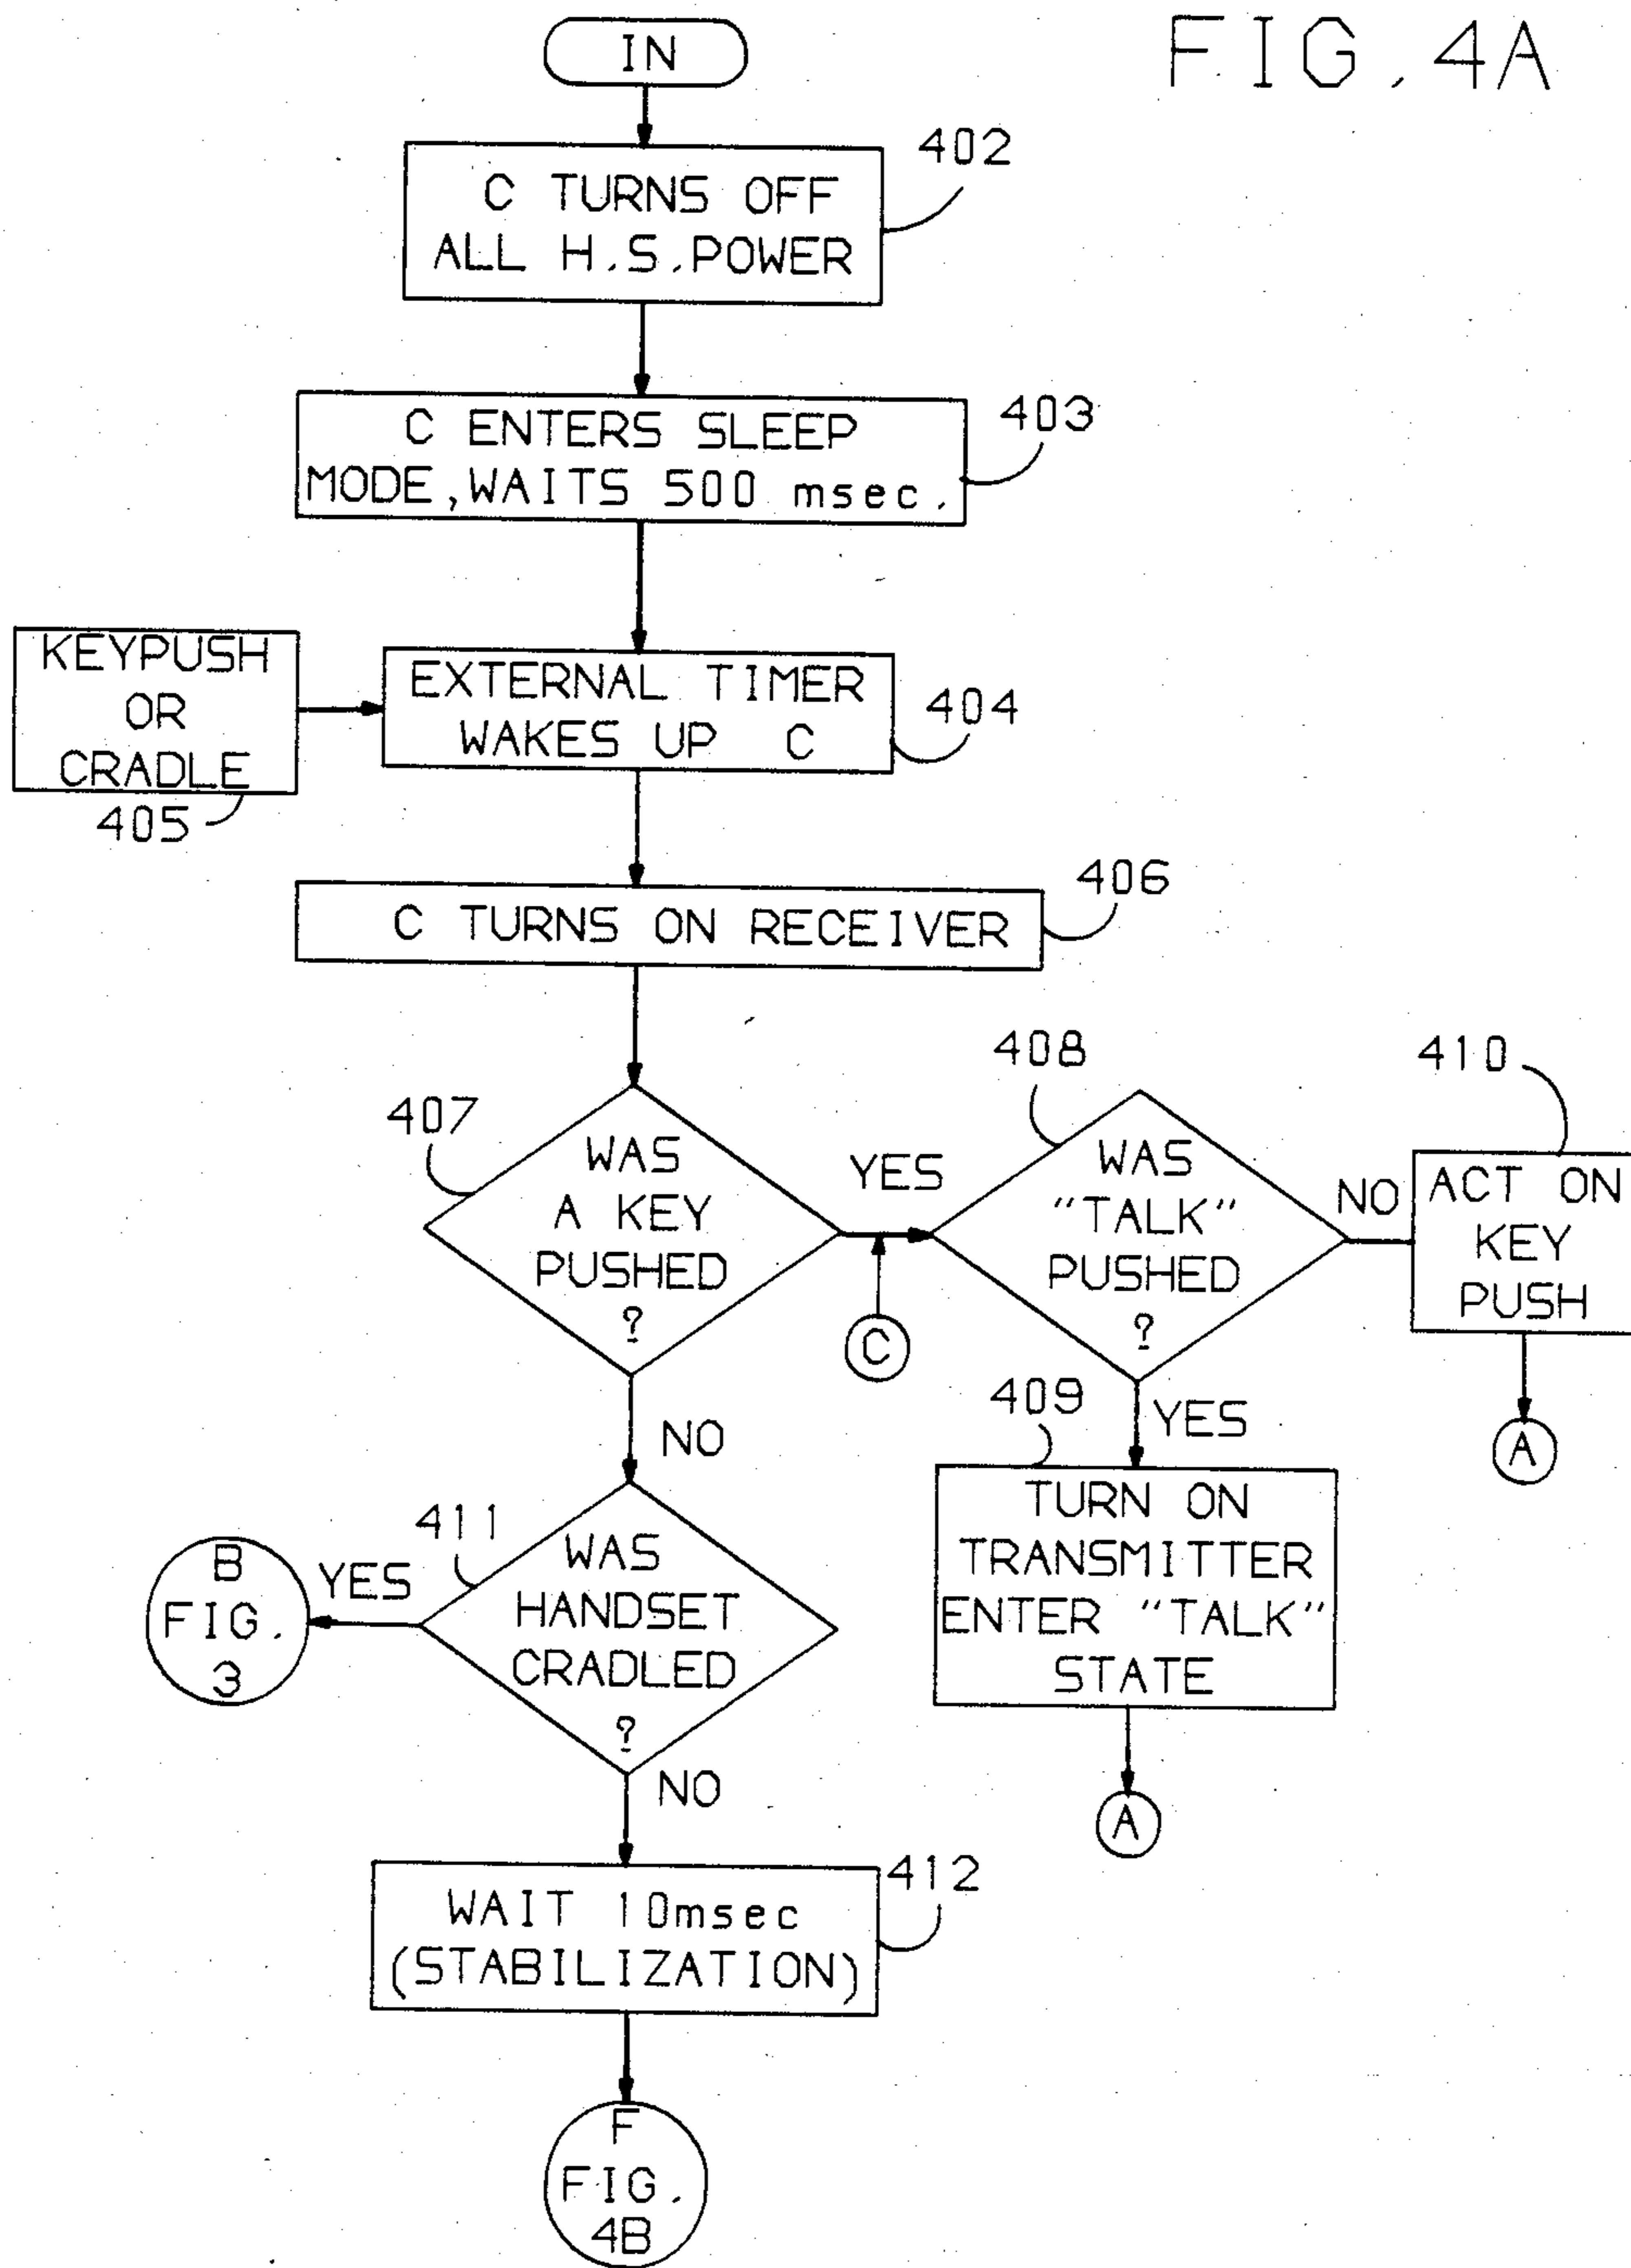 FIG. 4A
IN
402
C TURNS OFF
ALL H.S.POWER
403
C ENTERS SLEEP
MODE,WAITS 500 msec.
KEYPUSH
OR
CRADLE
405
EXTERNAL TIMER
WAKES UP C
404
406
C TURNS ON RECEIVER
407
WAS
A KEY
PUSHED
?
YES
C
408
WAS
"TALK"
PUSHED
?
NO
410
ACT ON
KEY
PUSH
A
NO
409
YES
TURN ON
TRANSMITTER
ENTER "TALK"
STATE
A
411
WAS
HANDSET
CRADLED
?
YES
B
FIG.
3
NO
412
WAIT 10msec
(STABILIZATION)
F
FIG.
4B